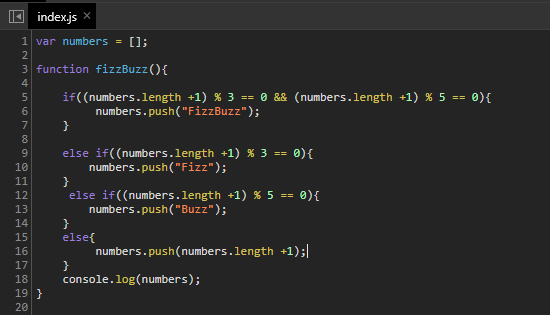 index.js ×
1 var numbers = [];
2
3 function fizzBuzz(){
4
5     if((numbers.length +1) % 3 == 0 && (numbers.length +1) % 5 == 0){
6          numbers.push("FizzBuzz");
7     }
8
9     else if((numbers.length +1) % 3 == 0){
10         numbers.push("Fizz");
11     }
12      else if((numbers.length +1) % 5 == 0){
13         numbers.push("Buzz");
14     }
15     else{
16          numbers.push(numbers.length +1);
17     }
18     console.log(numbers);
19 }
20